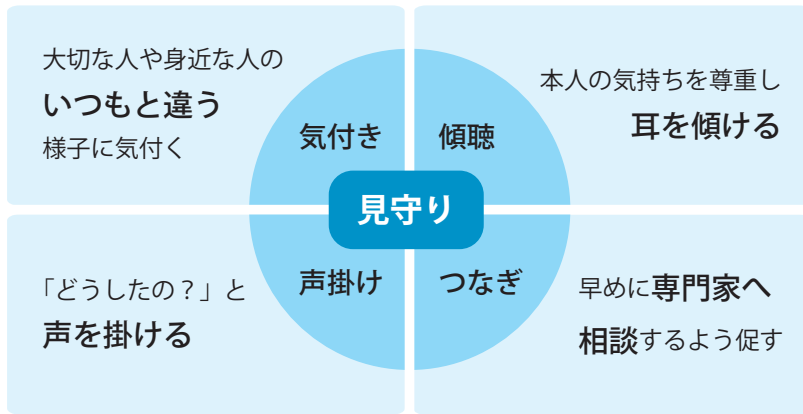 大切な人や身近な人の
いつもと違う
様子に気付く
気付き
傾聴
本人の気持ちを尊重し
耳を傾ける
見守り
「どうしたの？」と
声を掛ける
声掛け
つなぎ
早めに専門家へ
相談するよう促す